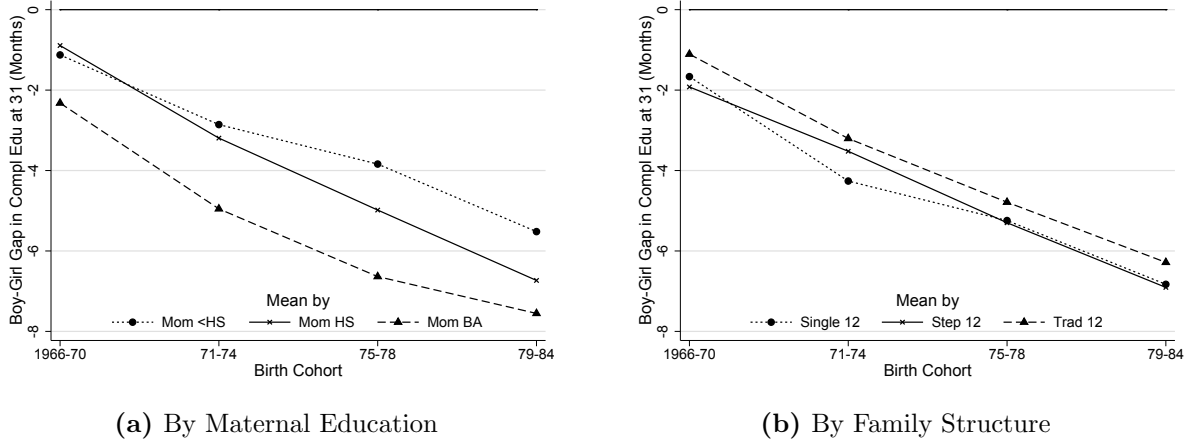 Boy-Girl Gap in Compl Edu at 31 (Months)
0
-2
-4
-6
-8
Mean by
Mom <HS Mom HS Mom BA
1966-70 71-74 75-78 79-84
Birth Cohort
(a) By Maternal Education
Boy-Girl Gap in Compl Edu at 31 (Months)
0
-2
-4
-6
-8
Mean by
Single 12 Step 12 Trad 12
1966-70 71-74 75-78 79-84
Birth Cohort
(b) By Family Structure